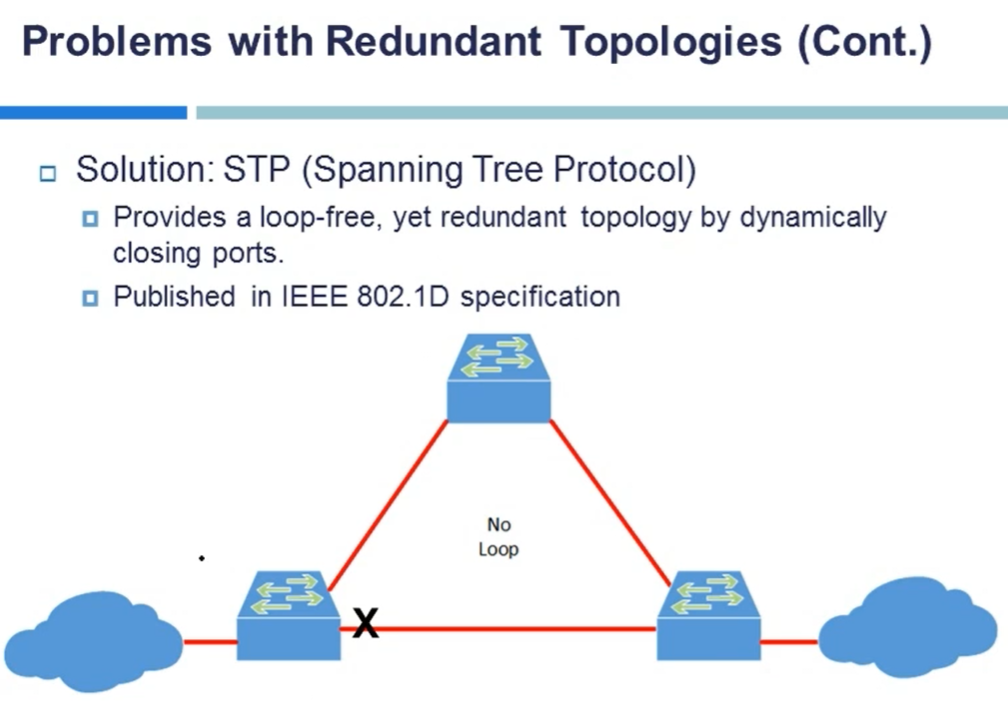 Problems with Redundant Topologies (Cont.)
Solution: STP (Spanning Tree Protocol)
Provides a loop-free, yet redundant topology by dynamically
closing ports.
Published in IEEE 802.1D specification
No
Loop
X